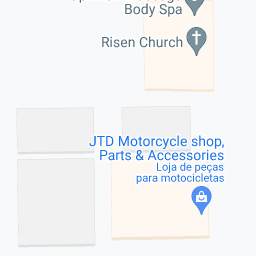 Body Spa
Risen Church
JTD Motorcycle shop,
Parts & Accessories
Loja de peças
para motocicletas